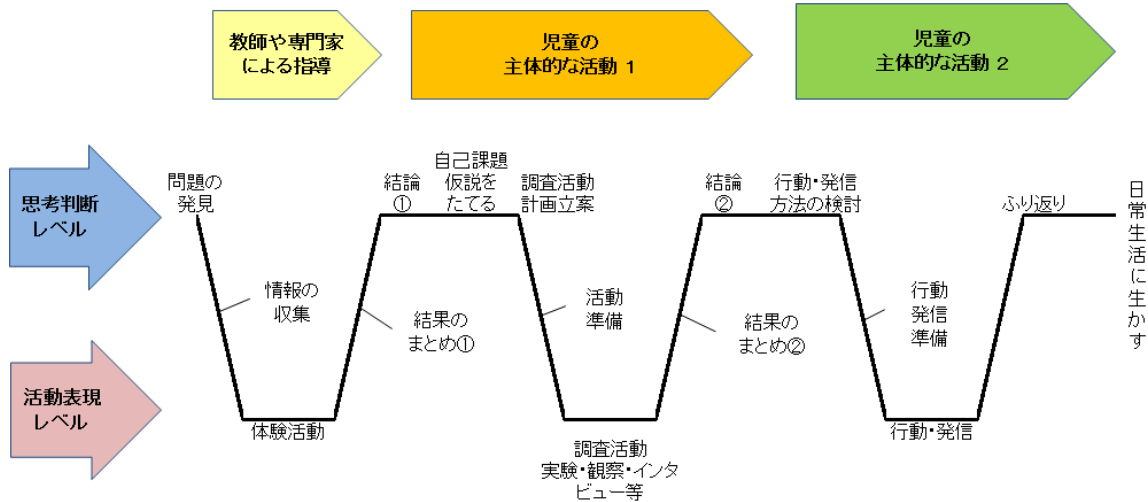 教師や専門家
による指導
児童の
主体的な活動 1
児童の
主体的な活動 2
思考判断
レベル
問題の
発見
結論
①
自己課題
仮説を
たてる
調査活動
計画立案
結論
②
行動・発信
方法の検討
ふり返り
日常生活に生かす
情報の
収集
結果の
まとめ①
活動
準備
結果の
まとめ②
行動
発信
準備
活動表現
レベル
体験活動
調査活動
実験・観察・インタ
ビュー等
行動・発信